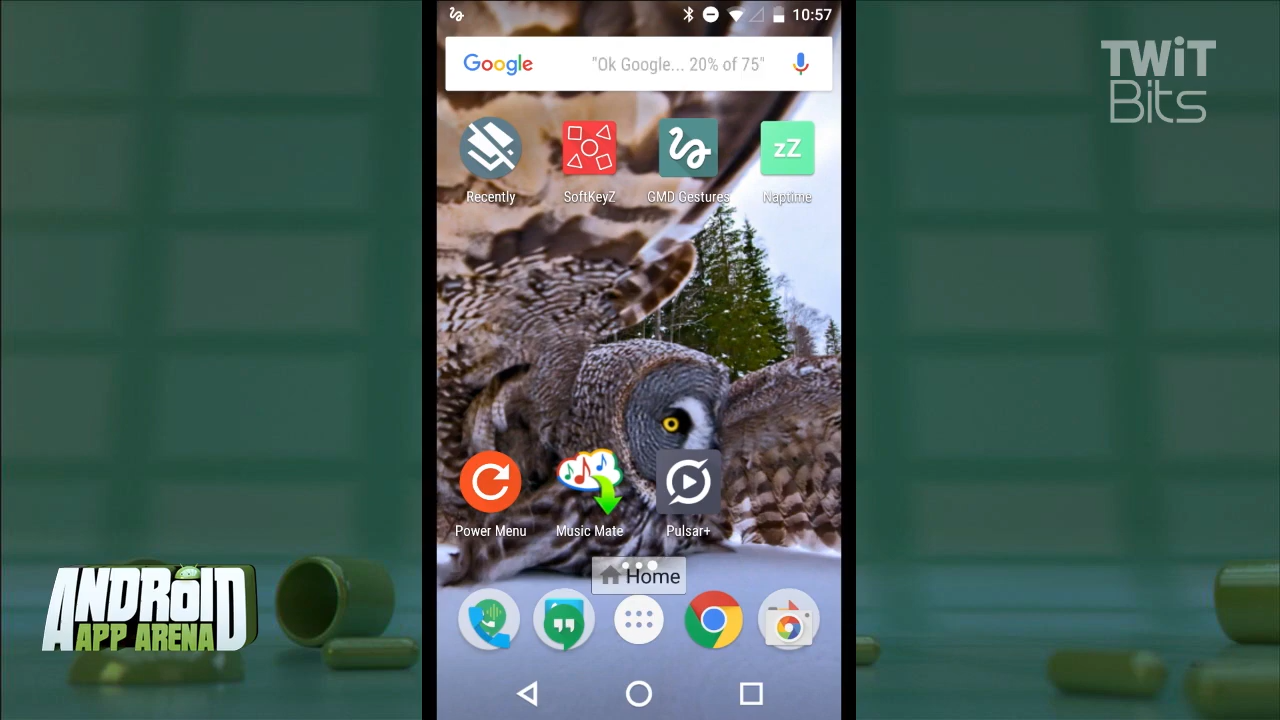 10:57
Google "Ok Google... 20% of 75"
TWiT
Bits
Recently SoftKeyZ GMD Gestures Naptime
zZ
Power Menu Music Mate Pulsar+
Home
ANDROID
APP ARENA